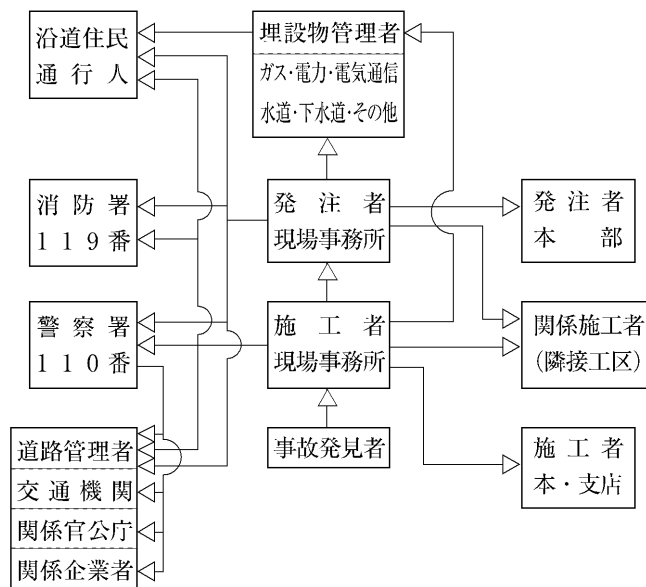 沿道住民
通行人
埋設物管理者
ガス・電力・電気通信
水道・下水道・その他
消防署
119番
発注者
現場事務所
発注者
本部
警察署
110番
施工者
現場事務所
関係施工者
(隣接工区)
道路管理者
交通機関
関係官公庁
関係企業者
事故発見者
施工者
本・支店